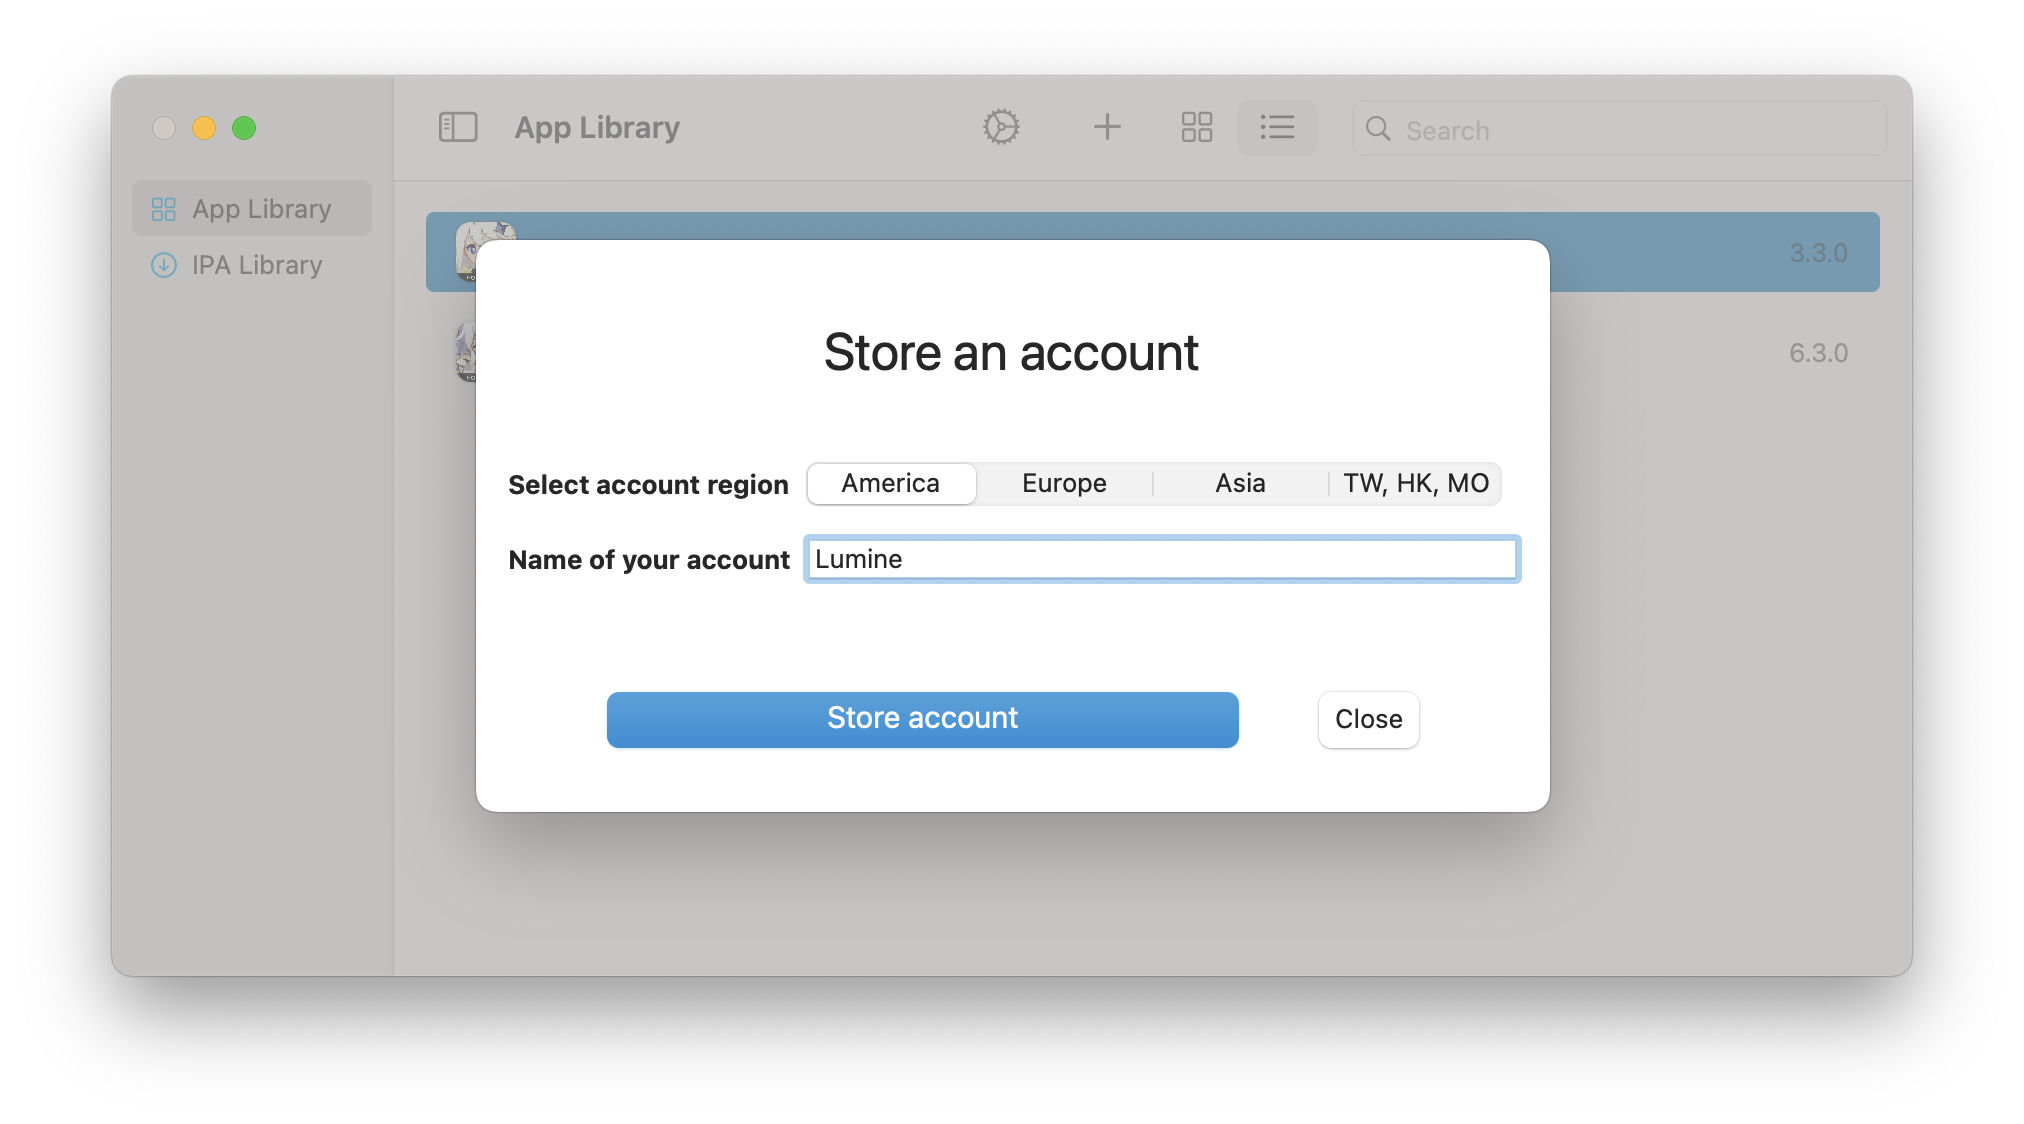 App Library
Search
App Library
IPA Library
3.3.0
6.3.0
Store an account
Select account region America Europe Asia TW, HK, MO
Name of your account Lumine
Store account Close